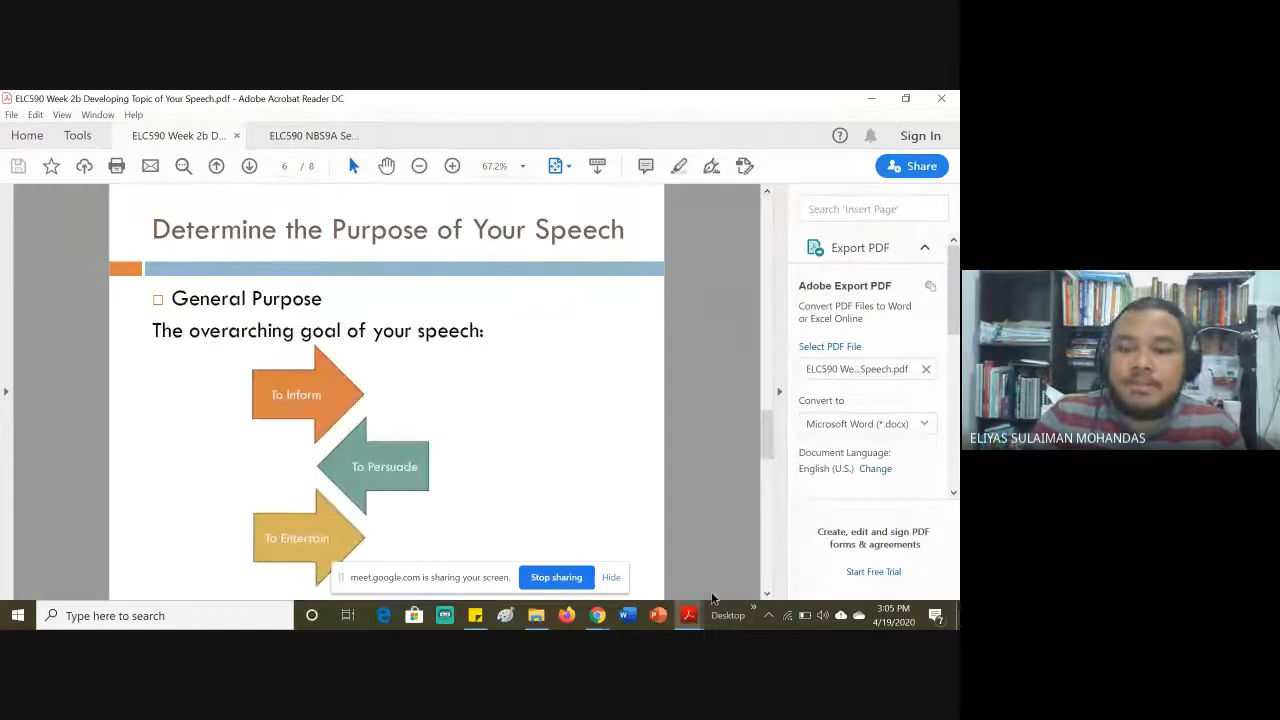 ELC590 Week 2b Developing Topic of Your Speech.pdf - Adobe Acrobat Reader DC
File Edit View Window Help
Home Tools ELC590 Week 2b D... × ELC590 NBS9A Se... Sign In
6 / 8 67.2% Share
Determine the Purpose of Your Speech
General Purpose
The overarching goal of your speech:
To Inform
To Persuade
To Entertain
Search 'Insert Page'
Export PDF
Adobe Export PDF
Convert PDF Files to Word
or Excel Online
Select PDF File
ELC590 We...Speech.pdf
Convert to
Microsoft Word (*.docx)
Document Language:
English (U.S.) Change
Create, edit and sign PDF
forms & agreements
Start Free Trial
meet.google.com is sharing your screen. Stop sharing Hide
Type here to search
Desktop
3:05 PM
4/19/2020
7
ELIYAS SULAIMAN MOHANDAS